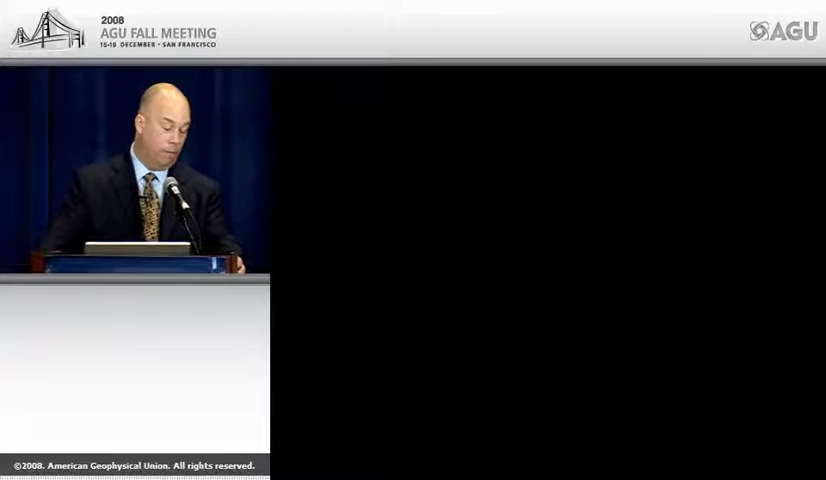 2008
AGU FALL MEETING
15-19 DECEMBER • SAN FRANCISCO
AGU
©2008. American Geophysical Union. All rights reserved.